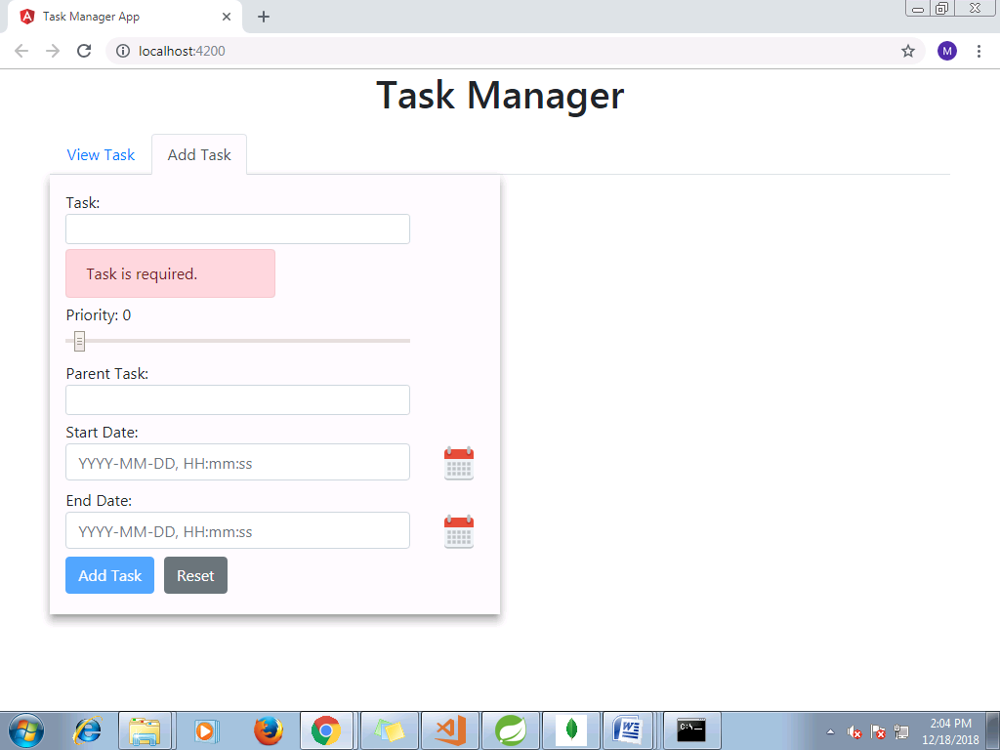 Task Manager App
localhost:4200
M
Task Manager
View Task
Add Task
Task:
Task is required.
Priority: 0
Parent Task:
Start Date:
YYYY-MM-DD, HH:mm:ss
End Date:
YYYY-MM-DD, HH:mm:ss
Add Task
Reset
C:\_
2:04 PM
12/18/2018